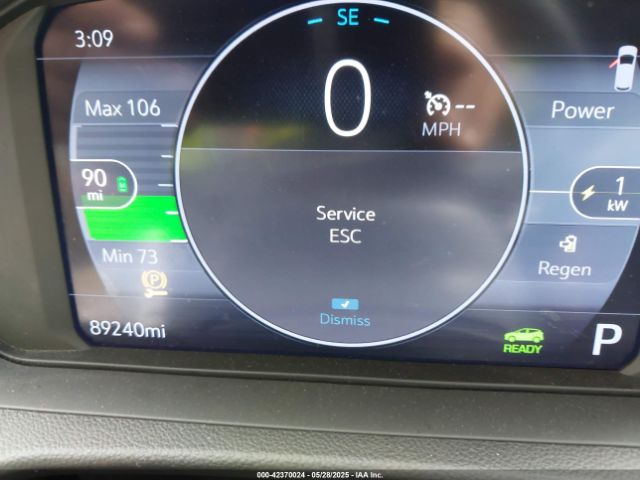 SE
3:09
0
--
MPH
Max 106
Power
90
mi
1
kW
Service
ESC
Min 73
Regen
P
Dismiss
89240mi
READY
P
000-42370024 | 05/28/2025 - IAA Inc.